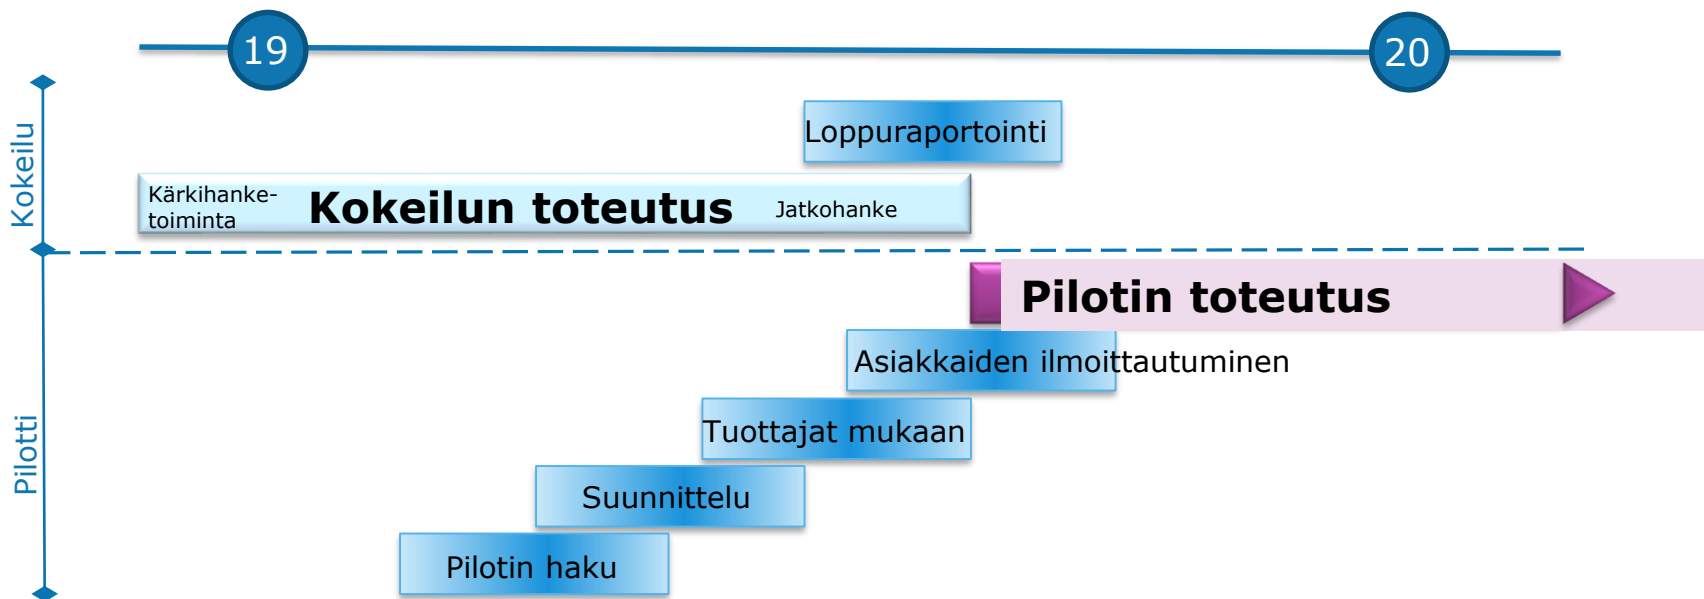 19
20
Kokeilu
Loppuraportointi
Kärkihanke-
toiminta
Kokeilun toteutus
Jatkohanke
Pilotti
Pilotin toteutus
Asiakkaiden ilmoittautuminen
Tuottajat mukaan
Suunnittelu
Pilotin haku